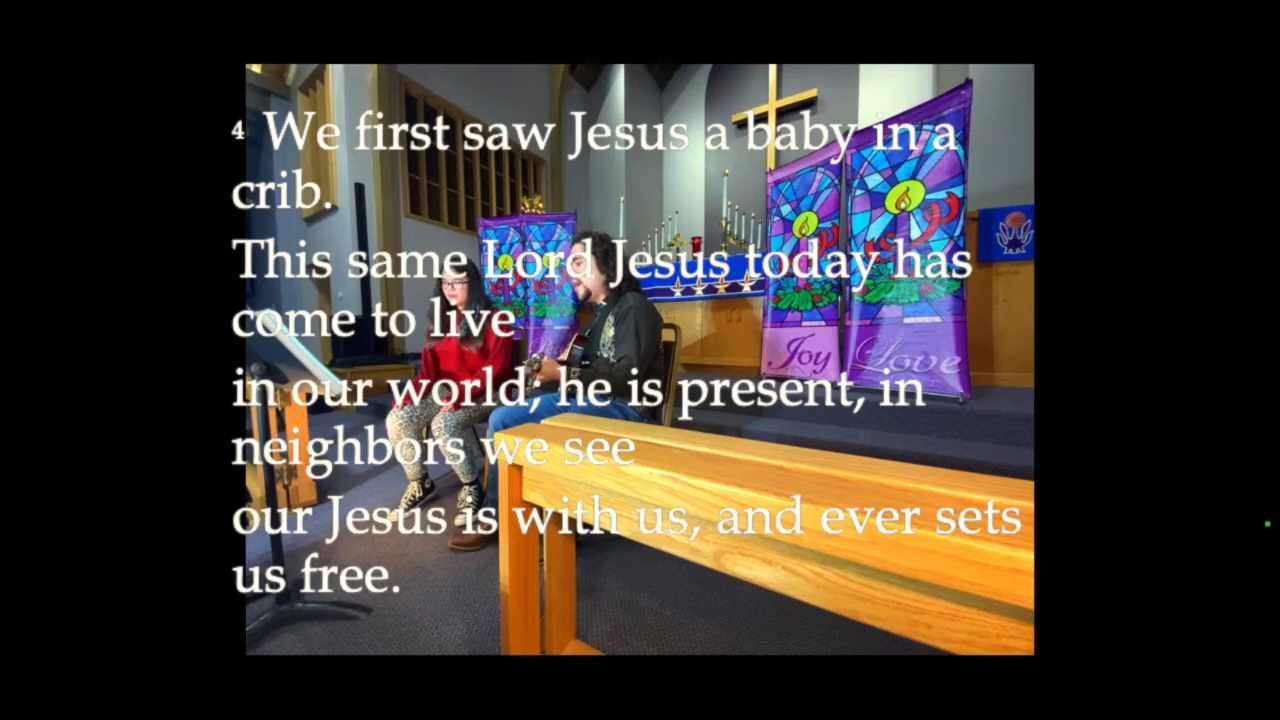 4 We first saw Jesus a baby in a
crib.
This same Lord Jesus today has
come to live
in our world; he is present, in
neighbors we see
our Jesus is with us, and ever sets
us free.
Joy
Love